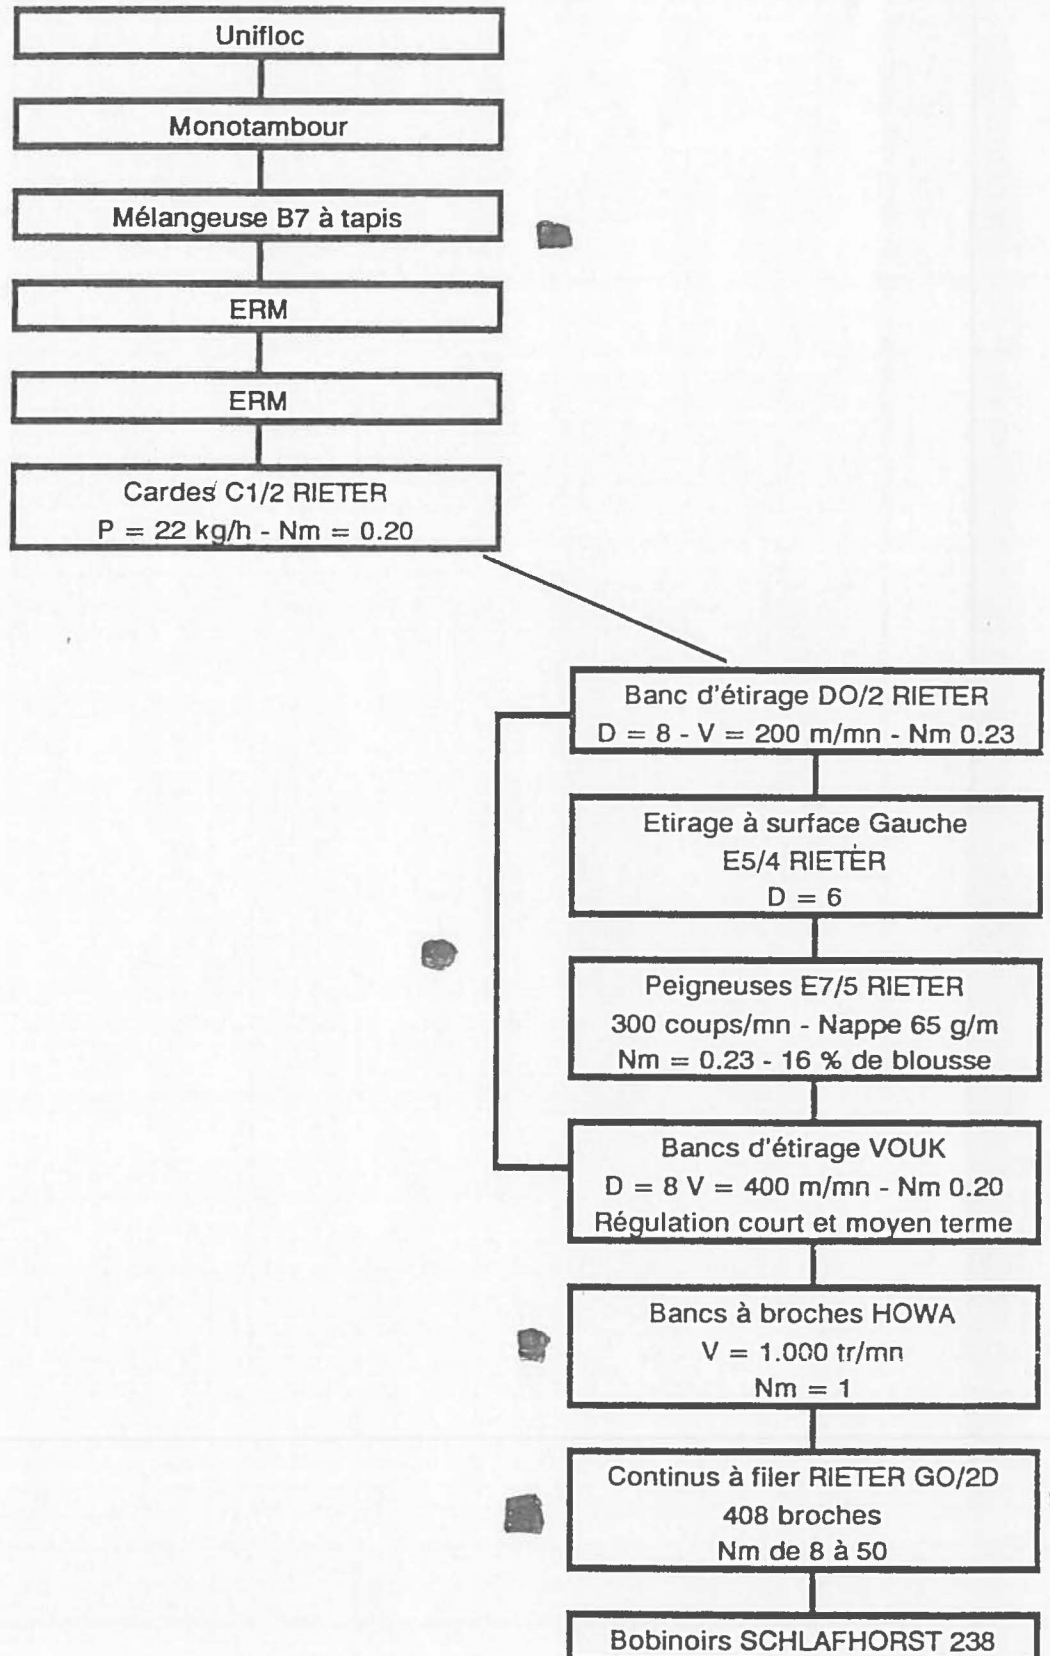 Unifloc
Monotambour
Mélangeuse B7 à tapis
ERM
ERM
Cardes C1/2 RIETER
P = 22 kg/h - Nm = 0.20
Banc d'étirage DO/2 RIETER
D = 8 - V = 200 m/mn - Nm 0.23
Etirage à surface Gauche
E5/4 RIETER
D = 6
Peigneuses E7/5 RIETER
300 coups/mn - Nappe 65 g/m
Nm = 0.23 - 16 % de blousse
Bancs d'étirage VOUK
D = 8 V = 400 m/mn - Nm 0.20
Régulation court et moyen terme
Bancs à broches HOWA
V = 1.000 tr/mn
Nm = 1
Continus à filer RIETER GO/2D
408 broches
Nm de 8 à 50
Bobinoirs SCHLAFHORST 238